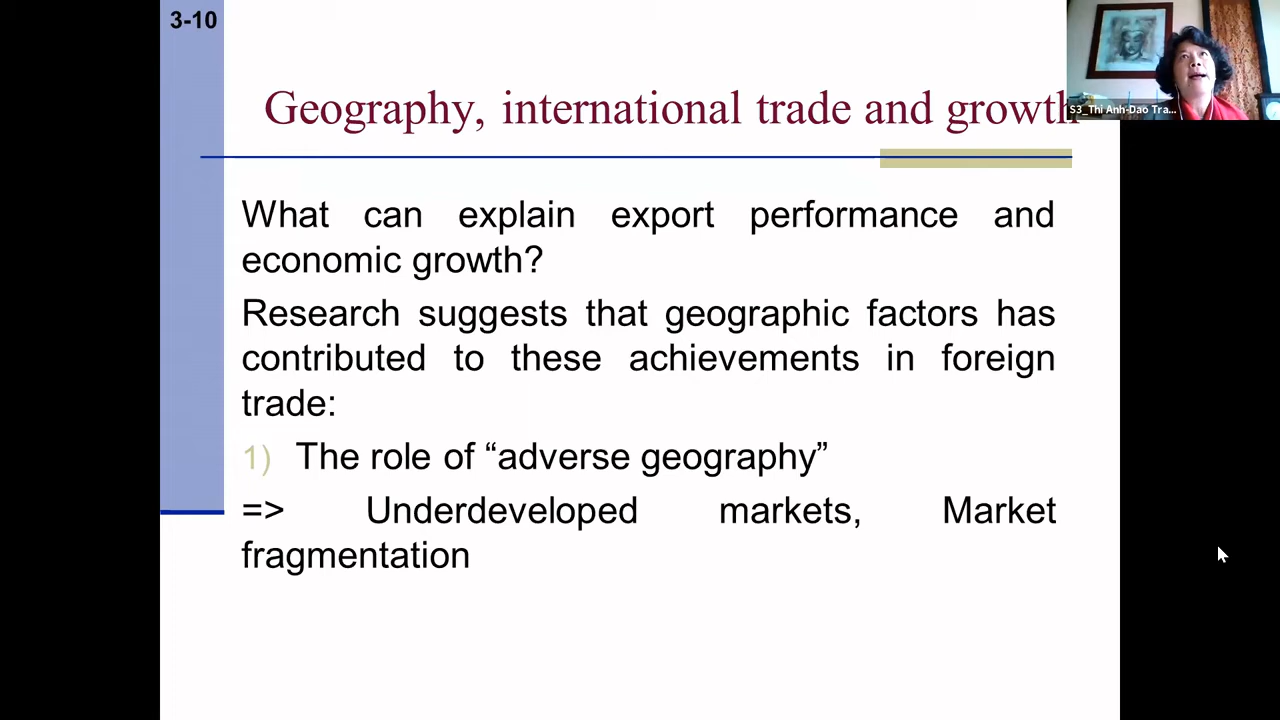 3-10
Geography, international trade and growth
S3_Thi Anh-Dao Tra...
What can explain export performance and
economic growth?
Research suggests that geographic factors has
contributed to these achievements in foreign
trade:
1) The role of “adverse geography”
=> Underdeveloped markets, Market
fragmentation